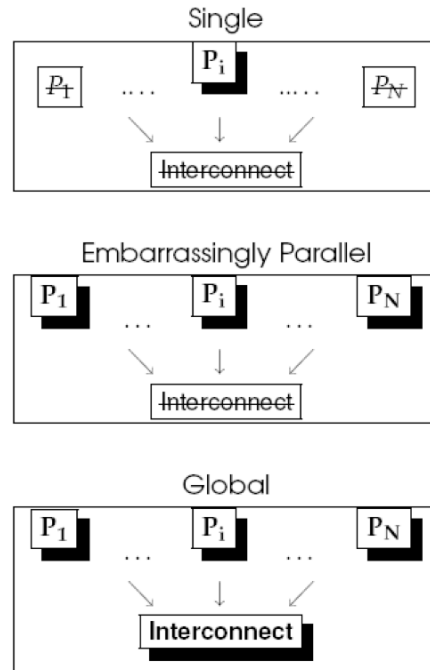 Single
P1 ..... Pi ...... PN
Interconnect
Embarrassingly Parallel
P1 ... Pi ... PN
Interconnect
Global
P1 ... Pi ... PN
Interconnect